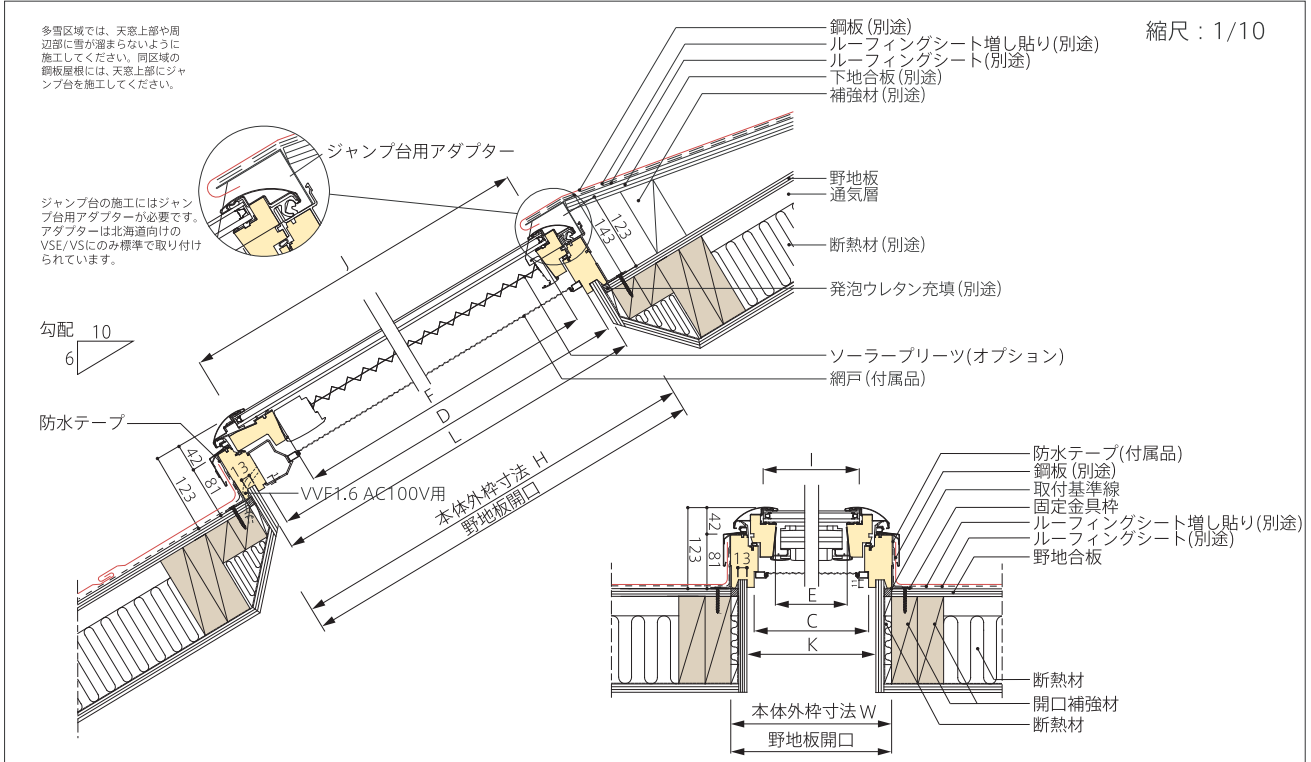 多雪区域では、天窓上部や周
辺部に雪が溜まらないように
施工してください。同区域の
鋼板屋根には、天窓上部にジャ
ンプ台を施工してください。
縮尺：1/10
鋼板(別途)
ルーフィングシート増し貼り(別途)
ルーフィングシート(別途)
下地合板(別途)
補強材(別途)
ジャンプ台用アダプター
ジャンプ台の施工にはジャン
プ台用アダプターが必要です。
アダプターは北海道向けの
VSE/VSにのみ標準で取り付け
られています。
野地板
通気層
断熱材(別途)
発泡ウレタン充填(別途)
ソーラープリーツ(オプション)
網戸(付属品)
123
143
J
勾配
10
6
防水テープ
F
D
L
本体外枠寸法 H
野地板開口
42
81
123
13
VVF1.6 AC100V用
防水テープ(付属品)
鋼板(別途)
取付基準線
固定金具枠
ルーフィングシート増し貼り(別途)
ルーフィングシート(別途)
野地合板
I
42
81
123
13
E
C
K
本体外枠寸法 W
野地板開口
断熱材
開口補強材
断熱材